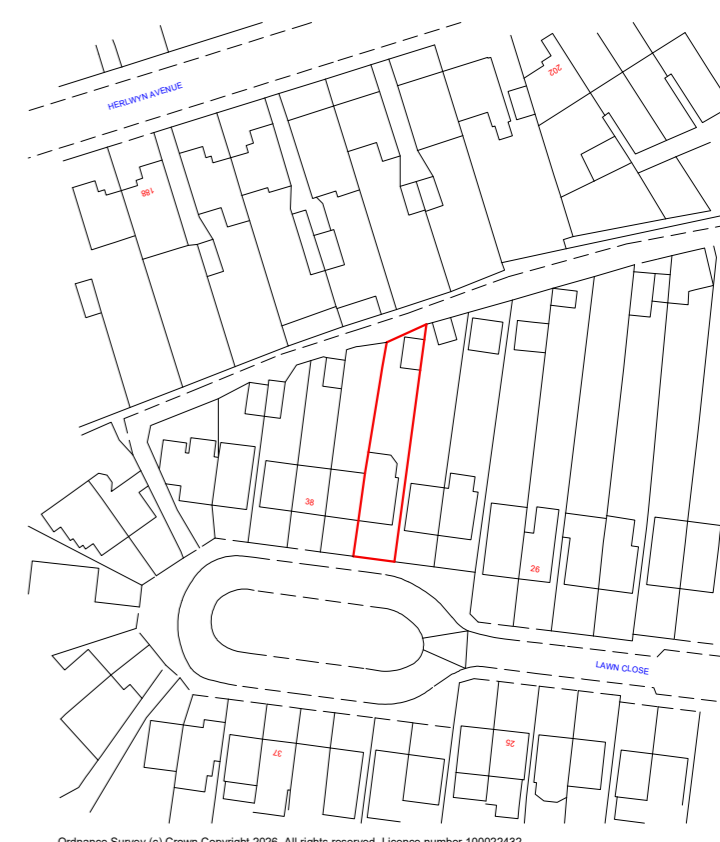 HERLWYN AVENUE
202
188
38
26
LAWN CLOSE
37
25
Ordnance Survey (c) Crown Copyright 2026. All rights reserved. Licence number 100022432